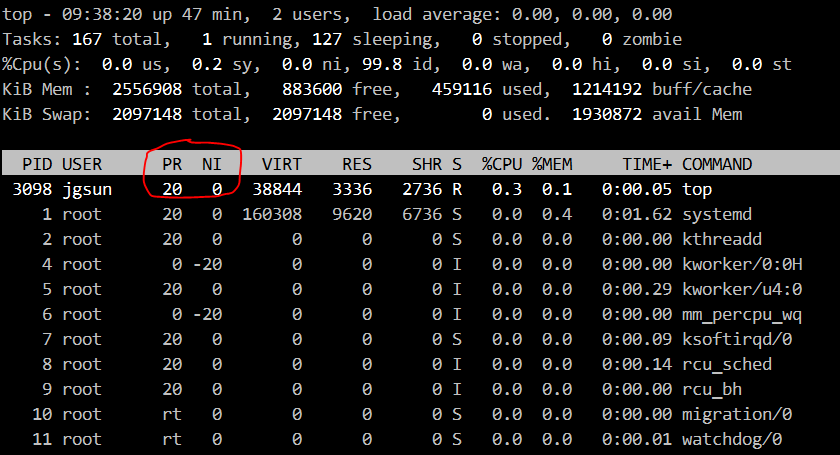 top - 09:38:20 up 47 min,  2 users,  load average: 0.00, 0.00, 0.00
Tasks: 167 total,   1 running, 127 sleeping,   0 stopped,   0 zombie
%Cpu(s):  0.0 us,  0.2 sy,  0.0 ni, 99.8 id,  0.0 wa,  0.0 hi,  0.0 si,  0.0 st
KiB Mem :  2556908 total,   883600 free,   459116 used,  1214192 buff/cache
KiB Swap:  2097148 total,  2097148 free,        0 used.  1930872 avail Mem
PID USER      PR  NI    VIRT    RES    SHR S  %CPU %MEM     TIME+ COMMAND
3098 jgsun     20   0   38844   3336   2736 R   0.3  0.1   0:00.05 top
1 root      20   0  160308   9620   6736 S   0.0  0.4   0:01.62 systemd
2 root      20   0       0      0      0 S   0.0  0.0   0:00.00 kthreadd
4 root       0 -20       0      0      0 I   0.0  0.0   0:00.00 kworker/0:0H
5 root      20   0       0      0      0 I   0.0  0.0   0:00.29 kworker/u4:0
6 root       0 -20       0      0      0 I   0.0  0.0   0:00.00 mm_percpu_wq
7 root      20   0       0      0      0 S   0.0  0.0   0:00.09 ksoftirqd/0
8 root      20   0       0      0      0 I   0.0  0.0   0:00.14 rcu_sched
9 root      20   0       0      0      0 I   0.0  0.0   0:00.00 rcu_bh
10 root      rt   0       0      0      0 S   0.0  0.0   0:00.00 migration/0
11 root      rt   0       0      0      0 S   0.0  0.0   0:00.01 watchdog/0